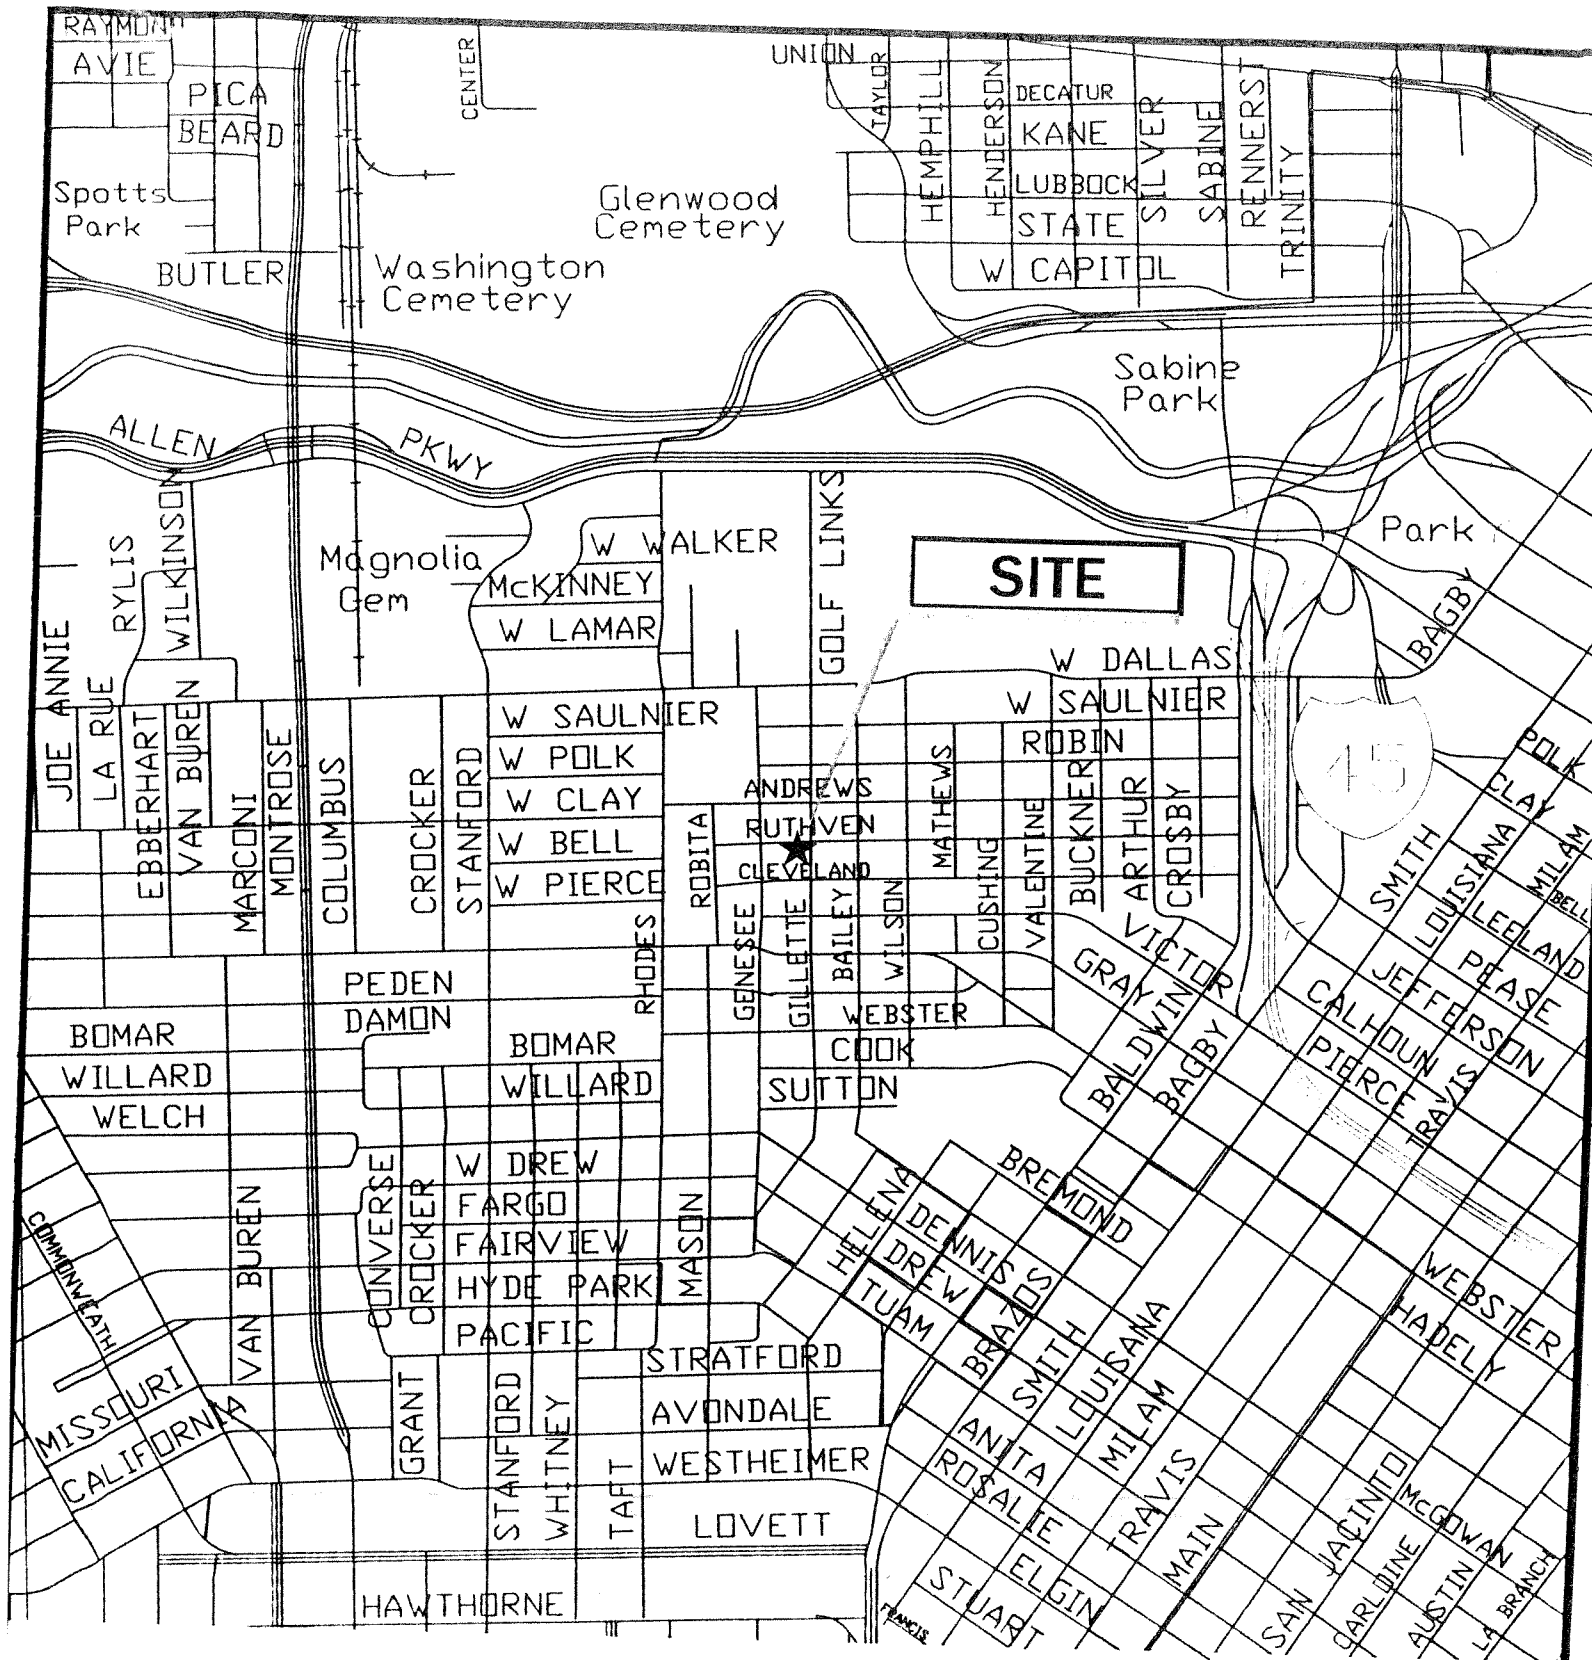 RAYMON
AVIE
PICA
BEARD
CENTER
UNION
TAYLOR
HEMPHILL
HENDERSON
DECATUR
KANE
LUBBOCK
STATE
W CAPITOL
SILVER
SABINE
RENNERST
TRINITY
Spotts
Park
Glenwood
Cemetery
BUTLER
Washington
Cemetery
Sabine
Park
ALLEN PKWY
WILKINSON
RYLIS
Magnolia
Cem
W WALKER
McKINNEY
W LAMAR
GOLF LINKS
SITE
Park
BAGBY
JOE ANNIE
LA RUE
EBBERHART
VAN BUREN
MARCONI
MONTROSE
COLUMBUS
CROCKER
STANFORD
W SAULNIER
W POLK
W CLAY
W BELL
W PIERCE
W DALLAS
W SAULNIER
ROBIN
ANDREWS
RUTHVEN
CLEVELAND
ROBITA
RHODES
GENESEE
GILLETTE
BAILEY
WILSON
MATHEWS
CUSHING
VALENTINE
BUCKNER
ARTHUR
CROSBY
45
POLK
CLAY
MILAM
BELL
SMITH
LOUISIANA
LEELAND
PEASE
JEFFERSON
CALHOUN
PIERCE
TRAVIS
VICTOR
GRAY
BALDWIN
BAGBY
PEDEN
DAMON
WEBSTER
COOK
SUTTON
BOMAR
WILLARD
WELCH
BOMAR
WILLARD
W DREW
FARGO
FAIRVIEW
HYDE PARK
PACIFIC
CONVERSE
CROCKER
VAN BUREN
MASON
COMMONWEATH
MISSOURI
CALIFORNIA
BREMOND
HELENA
DENNIS
DREW
TUAM
BRAZOS
SMITH
LOUISANA
MILAM
TRAVIS
MAIN
WEBSTER
HADELY
STRATFORD
AVONDALE
WESTHEIMER
LOVETT
GRANT
STANFORD
WHITNEY
TAFT
HAWTHORNE
ANITA
ROSALIE
ELGIN
STUART
FRANCIS
SAN JACINTO
CARLDINE
AUSTIN
LA BRANCH
McGOWAN